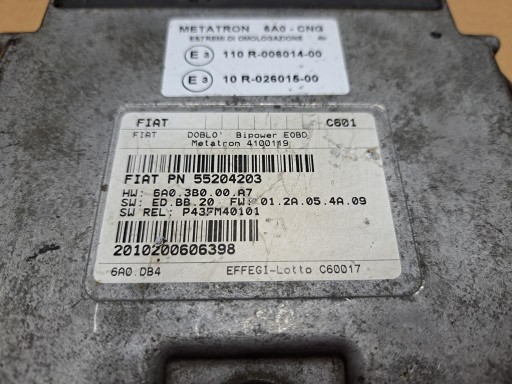 METATRON 6A0 - CNG
ESTREMI DI OMOLOGAZIONE
E 3 110 R-006014-00
E 3 10 R-026015-00
FIAT C601
FIAT DOBLO' Bipower EOBD
Metatron 4100119
FIAT PN 55204203
HW: 6A0.3B0.00.A7
SW: ED.BB.20 FW: 01.2A.05.4A.09
SW REL: P43FM40101
2010200606398
6A0.DB4 EFFEGI-Lotto C60017